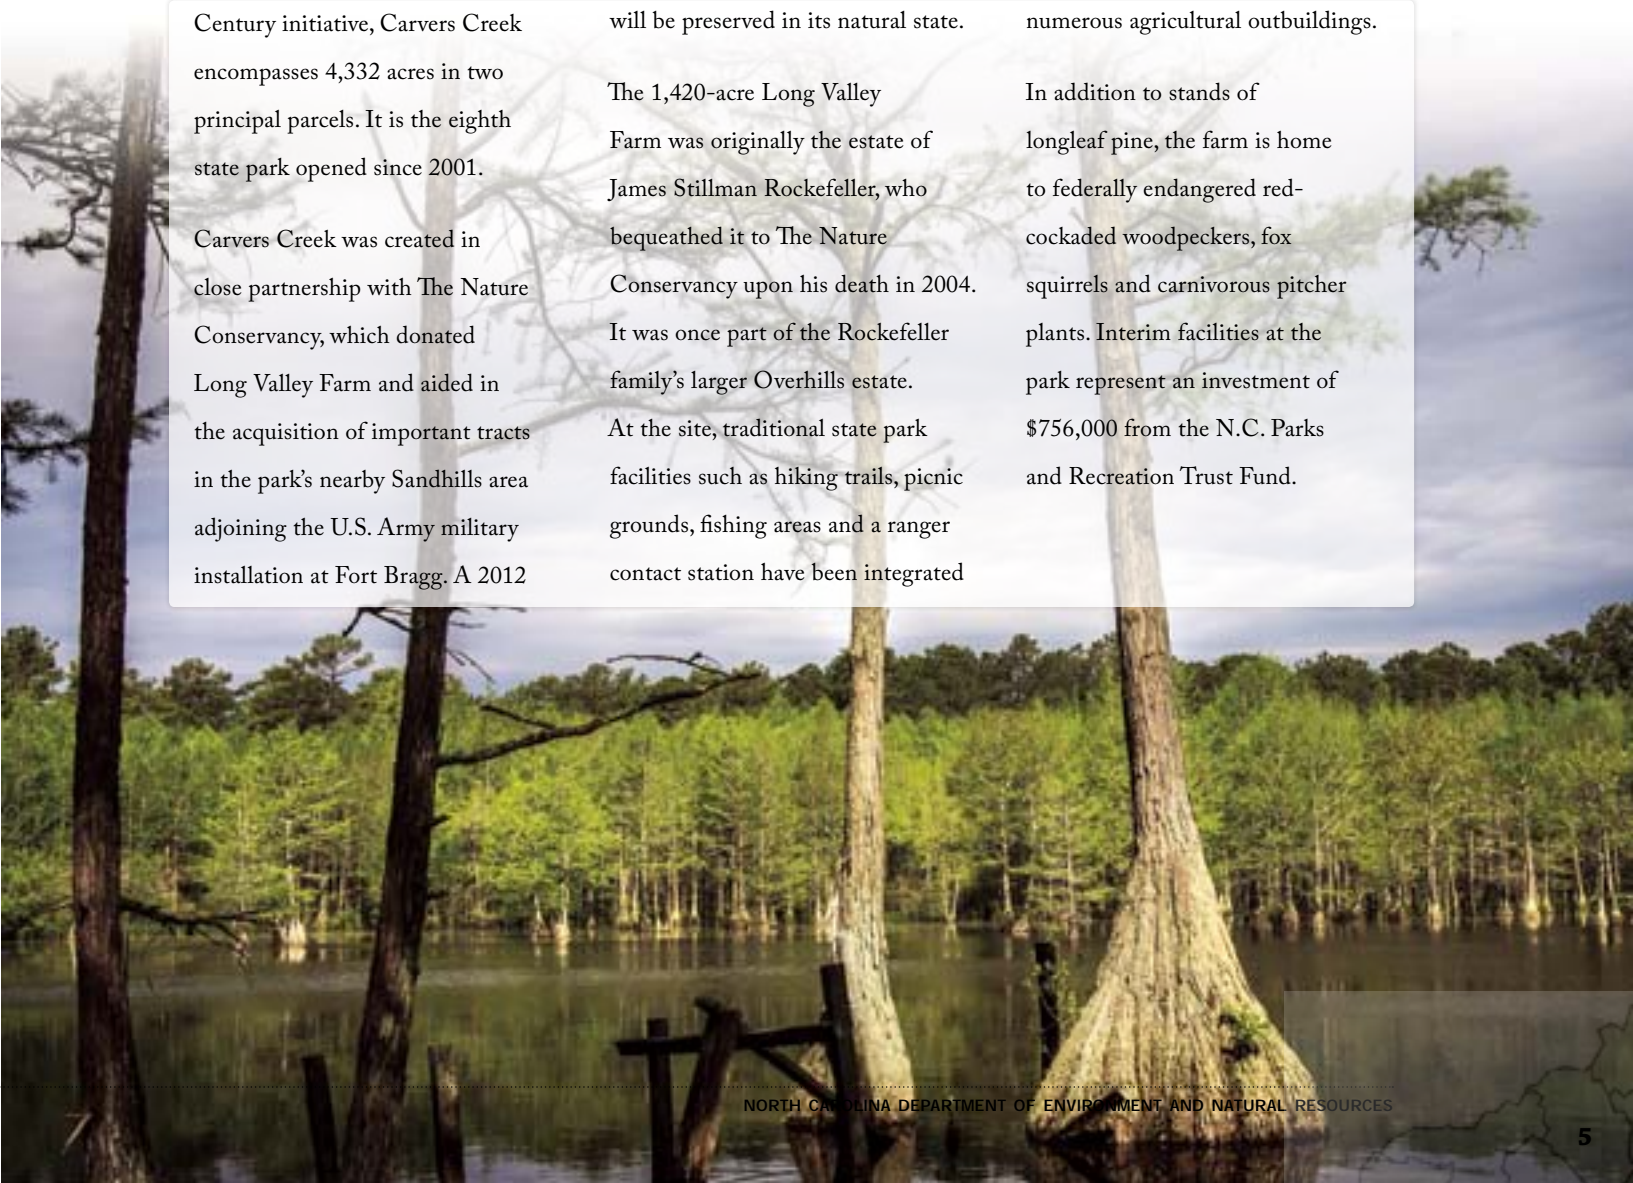 Century initiative, Carvers Creek
encompasses 4,332 acres in two
principal parcels. It is the eighth
state park opened since 2001.
Carvers Creek was created in
close partnership with The Nature
Conservancy, which donated
Long Valley Farm and aided in
the acquisition of important tracts
in the park's nearby Sandhills area
adjoining the U.S. Army military
installation at Fort Bragg. A 2012
will be preserved in its natural state.
The 1,420-acre Long Valley
Farm was originally the estate of
James Stillman Rockefeller, who
bequeathed it to The Nature
Conservancy upon his death in 2004.
It was once part of the Rockefeller
family's larger Overhills estate.
At the site, traditional state park
facilities such as hiking trails, picnic
grounds, fishing areas and a ranger
contact station have been integrated
numerous agricultural outbuildings.
In addition to stands of
longleaf pine, the farm is home
to federally endangered red-
cockaded woodpeckers, fox
squirrels and carnivorous pitcher
plants. Interim facilities at the
park represent an investment of
$756,000 from the N.C. Parks
and Recreation Trust Fund.
NORTH CAROLINA DEPARTMENT OF ENVIRONMENT AND NATURAL RESOURCES
5